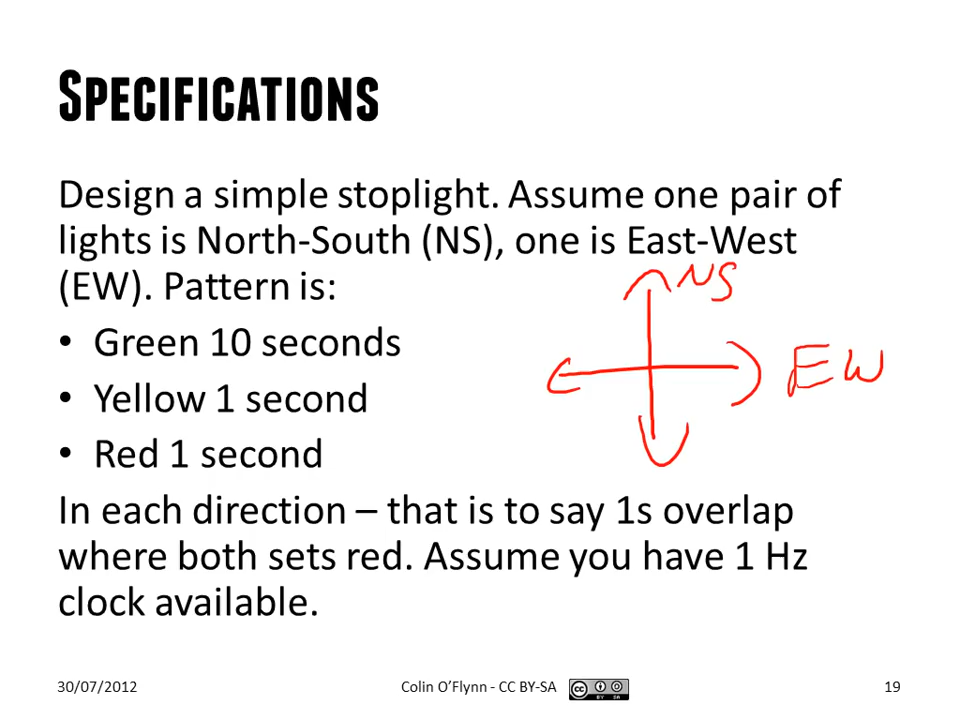 SPECIFICATIONS
Design a simple stoplight. Assume one pair of
lights is North-South (NS), one is East-West
(EW). Pattern is:
NS
• Green 10 seconds
EW
• Yellow 1 second
• Red 1 second
In each direction – that is to say 1s overlap
where both sets red. Assume you have 1 Hz
clock available.
30/07/2012 Colin O'Flynn - CC BY-SA cc BY SA 19